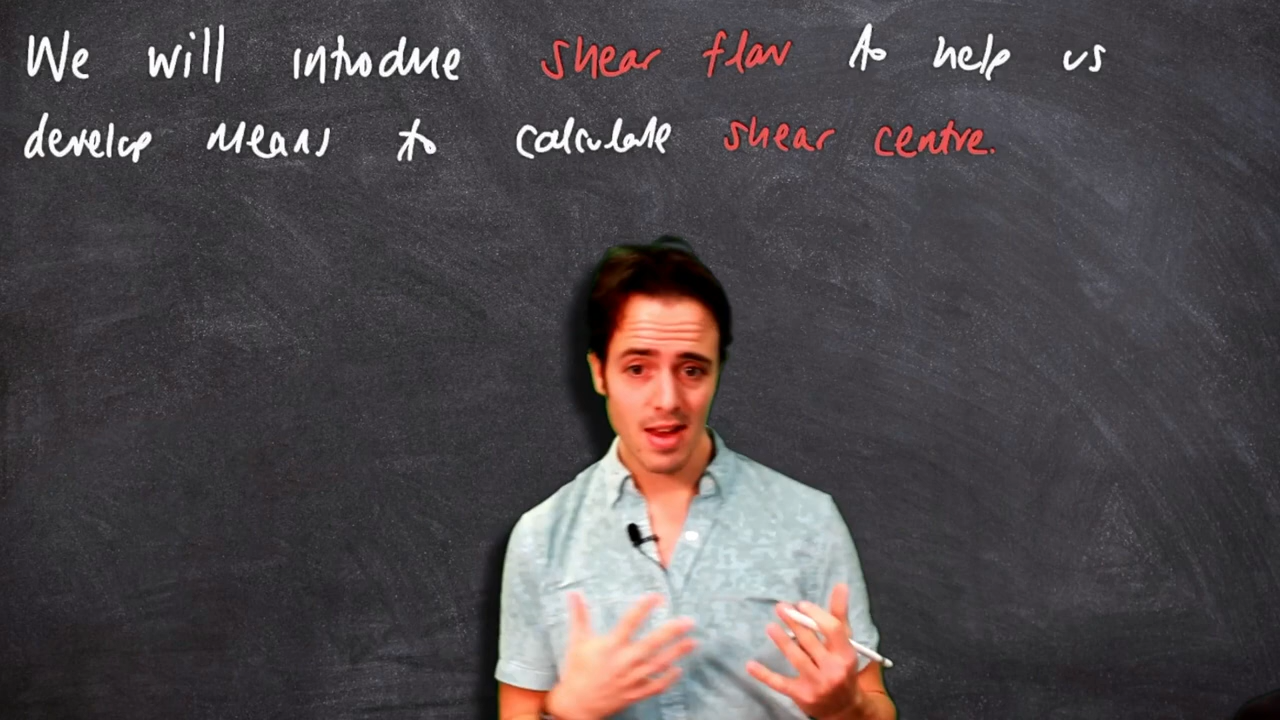 We will introduce shear flow to help us
develop means to calculate shear centre.